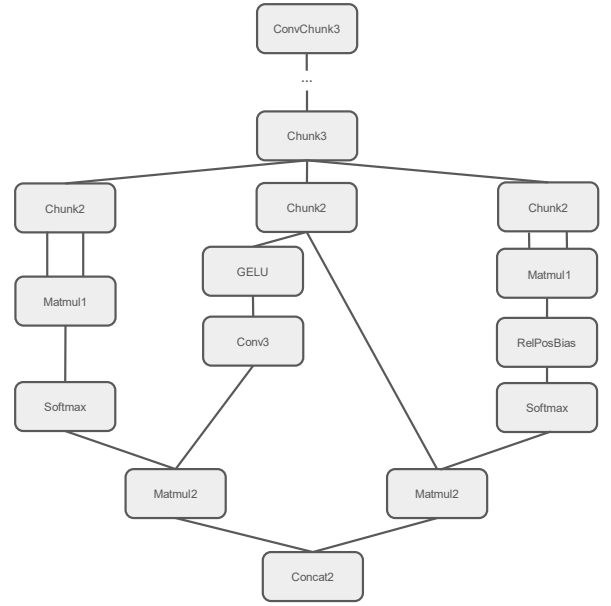 ConvChunk3
...
Chunk3
Chunk2
Chunk2
Chunk2
GELU
Matmul1
Matmul1
Conv3
RelPosBias
Softmax
Softmax
Matmul2
Matmul2
Concat2